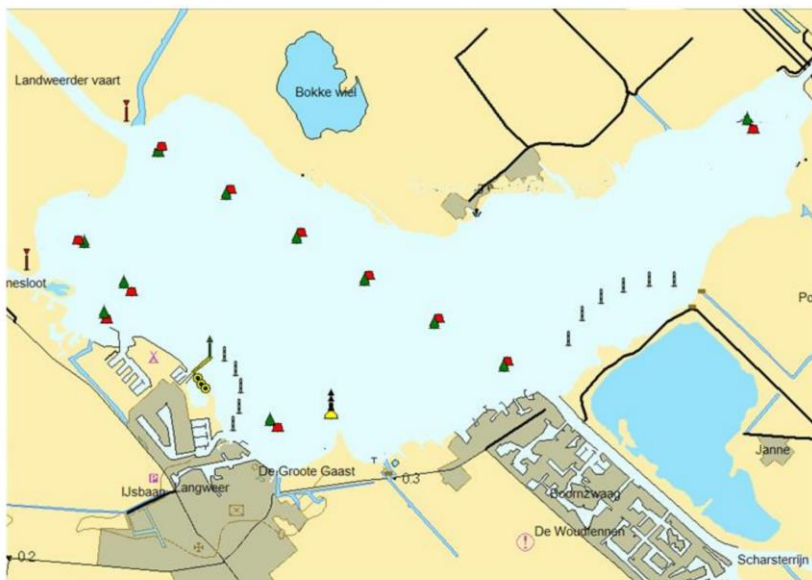 Landweerder vaart
Bokke wiel
nesloot
Po
De Groote Gaast
0.3
IJsbaan
Langweer
P
Boornzwaag
Janne
De Woudfennen
0.2
Scharsterrijn